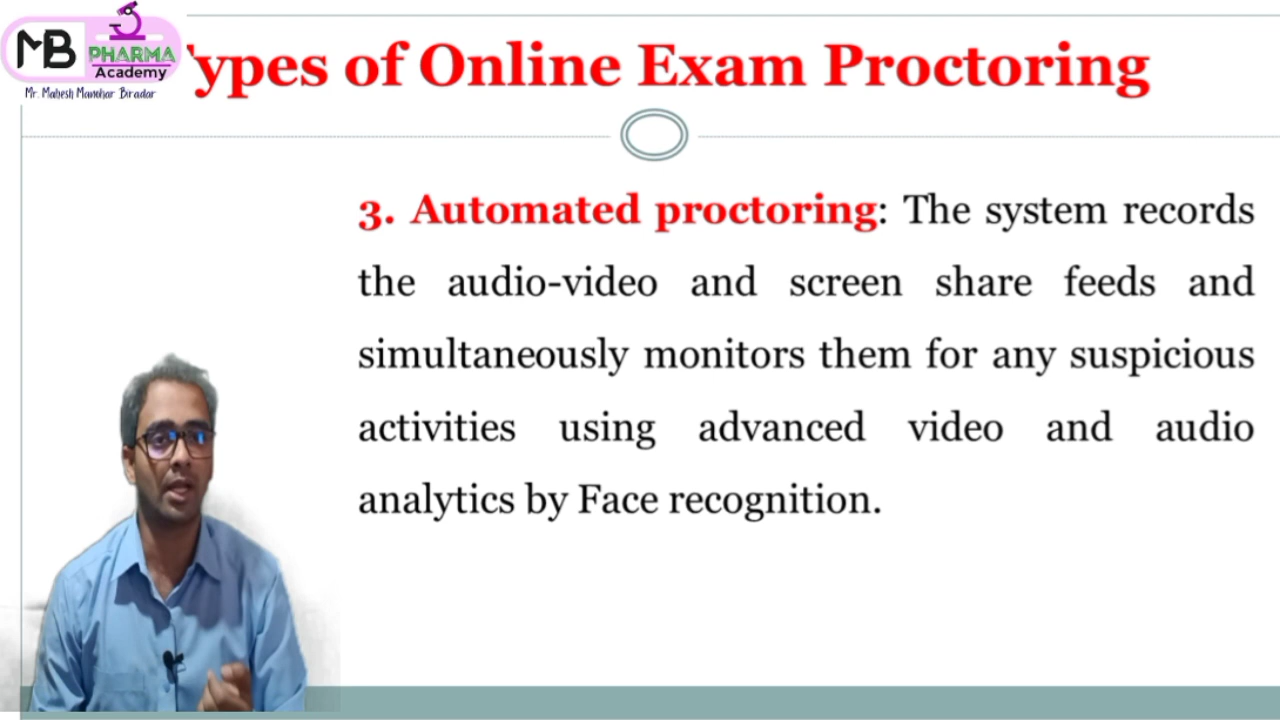 MB PHARMA
Academy
Mr. Mahesh Manohar Biradar
Types of Online Exam Proctoring
3. Automated proctoring: The system records
the audio-video and screen share feeds and
simultaneously monitors them for any suspicious
activities using advanced video and audio
analytics by Face recognition.